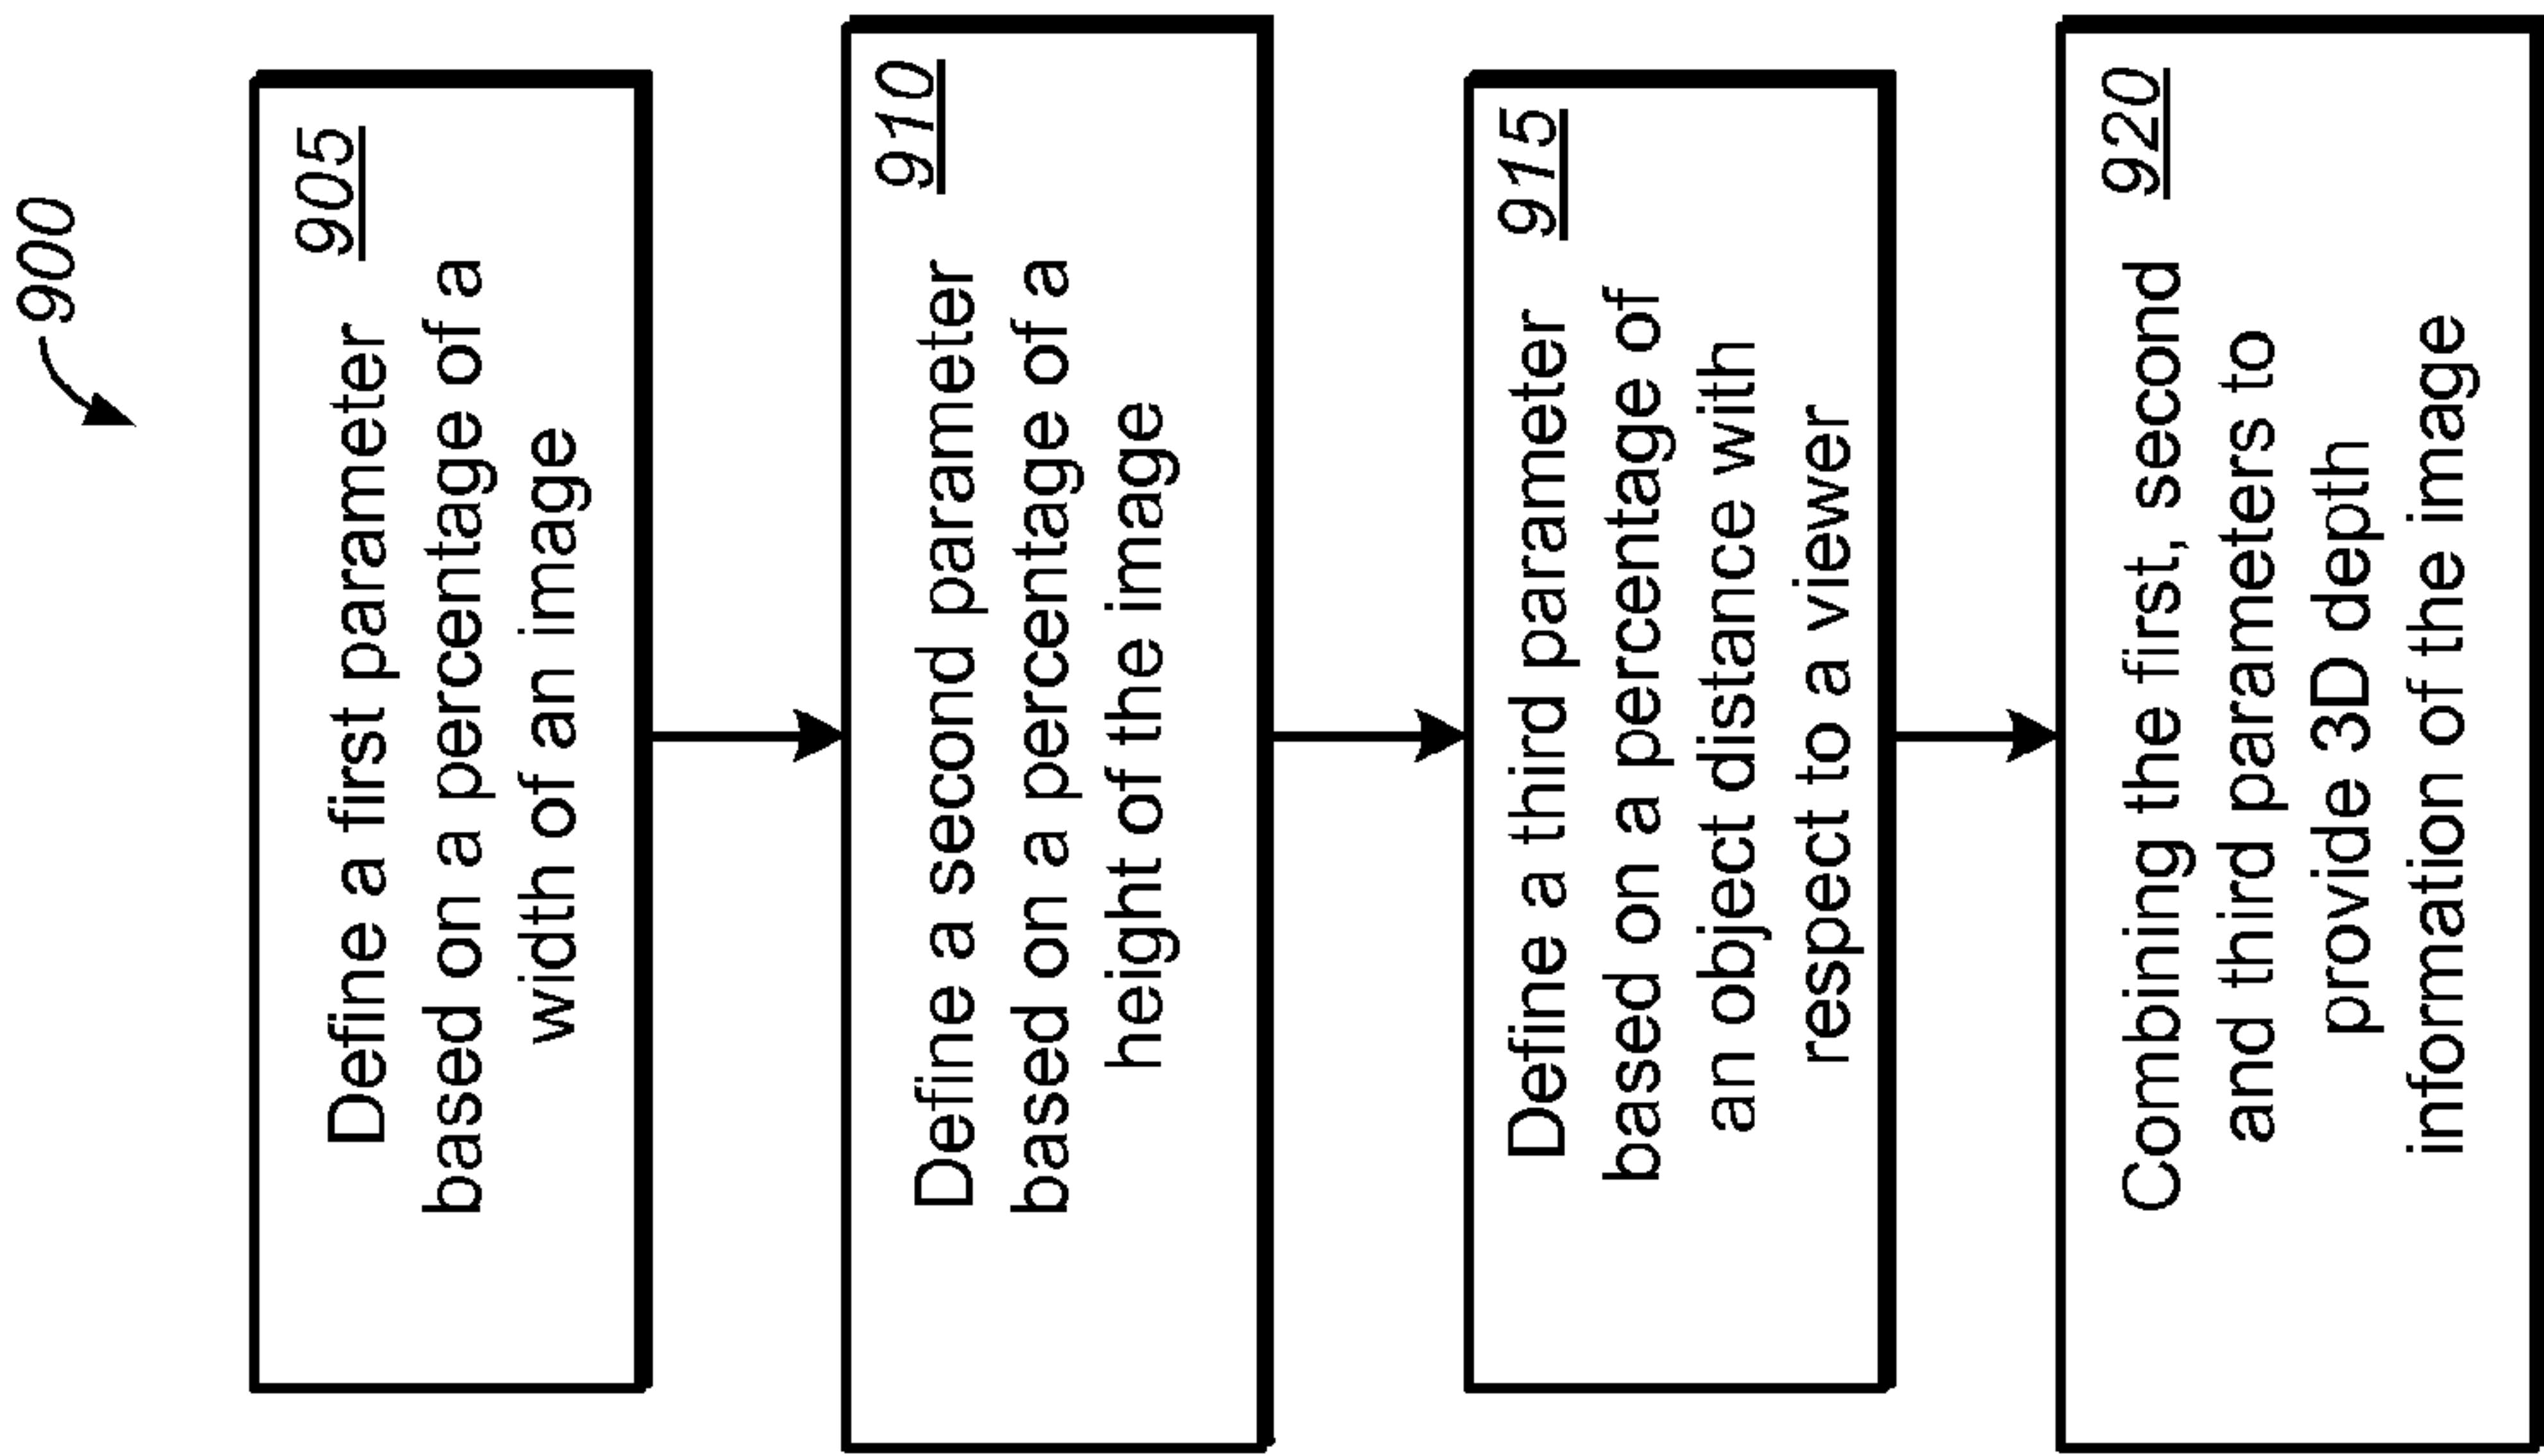 900
905
Define a first parameter
based on a percentage of a
width of an image
910
Define a second parameter
based on a percentage of a
height of the image
915
Define a third parameter
based on a percentage of
an object distance with
respect to a viewer
920
Combining the first, second
and third parameters to
provide 3D depth
information of the image